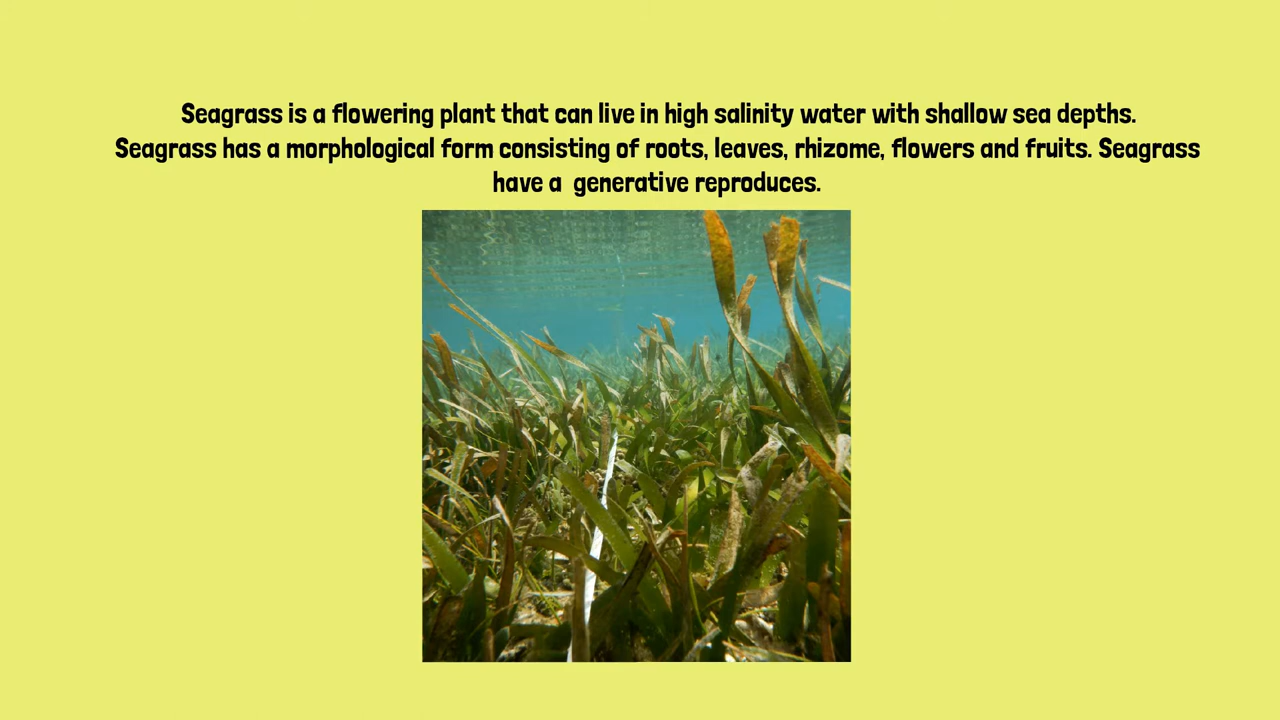 Seagrass is a flowering plant that can live in high salinity water with shallow sea depths.
Seagrass has a morphological form consisting of roots, leaves, rhizome, flowers and fruits. Seagrass
have a  generative reproduces.